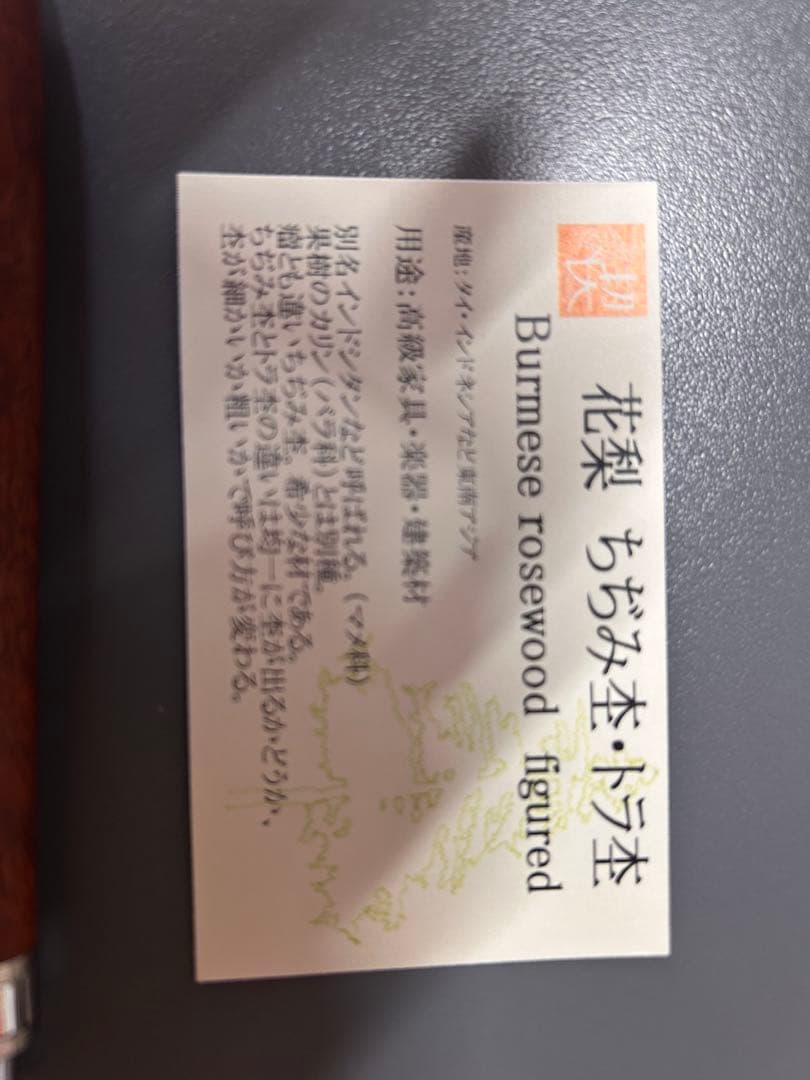 花梨 ちぢみ杢・トラ杢
Burmese rosewood figured
産地：タイ・インドネシアなど東南アジア
用途：高級家具・楽器・建築材
別名インドシタンなど呼ばれる。（マメ科）
果樹のカリン（バラ科）とは別種。
瘤とも違いちぢみ杢。希少な材である。
ちぢみ杢とトラ杢の違いは均一に杢が出るかどうか、
杢が細かいか粗いかで呼び方が変わる。